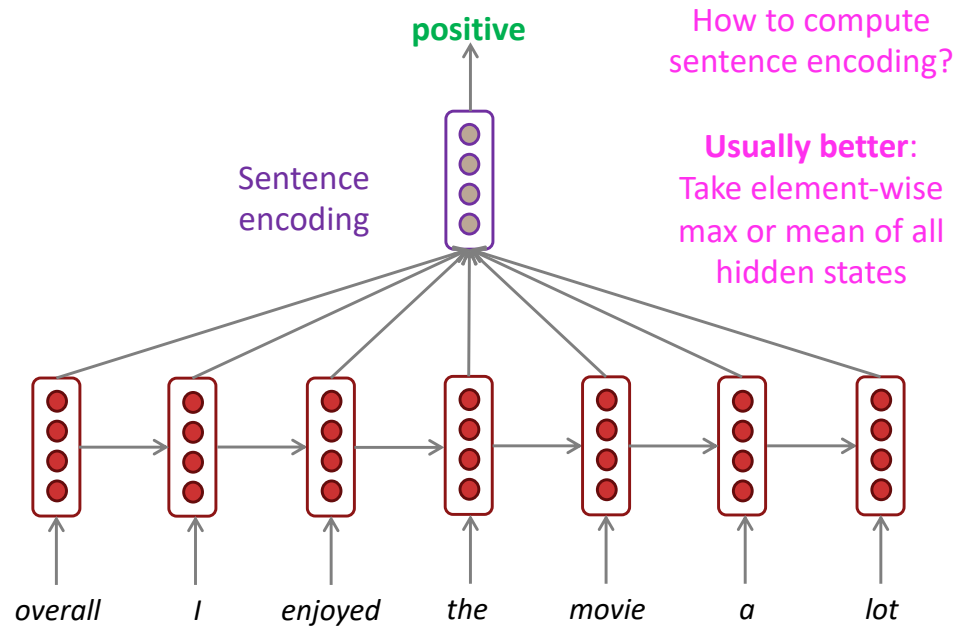 positive
How to compute
sentence encoding?
Usually better:
Take element-wise
max or mean of all
hidden states
Sentence
encoding
overall I enjoyed the movie a lot